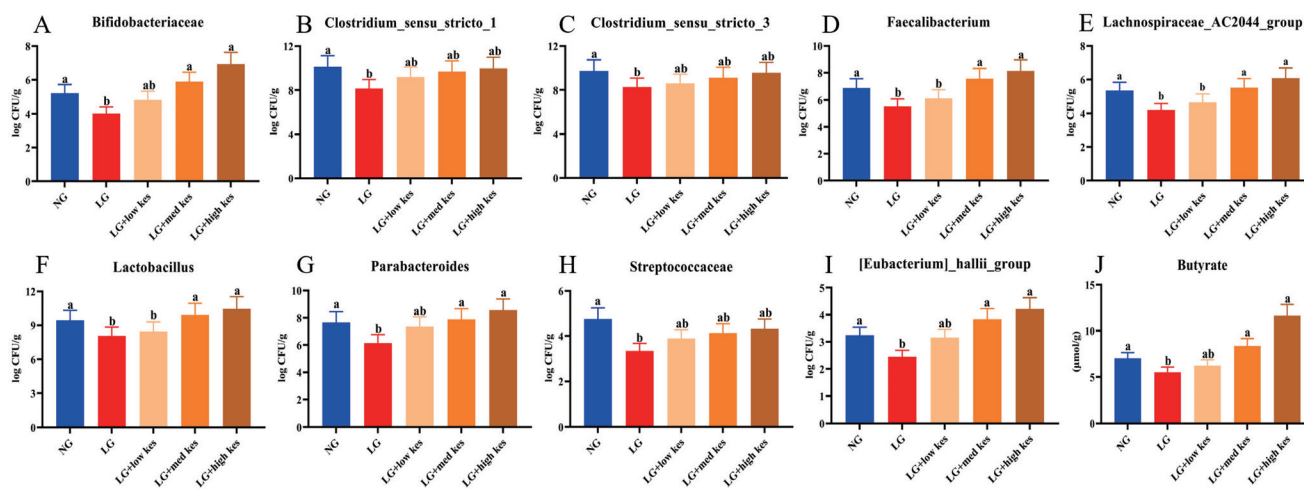 A Bifidobacteriaceae
log CFU/g
8
6
4
2
0
a
b
ab
ab
a
NG
LG
LG+low kes
LG+med kes
LG+high kes
B Clostridium_sensu_stricto_1
log CFU/g
12
8
4
0
a
b
ab
ab
ab
NG
LG
LG+low kes
LG+med kes
LG+high kes
C Clostridium_sensu_stricto_3
log CFU/g
12
8
4
0
a
b
ab
ab
ab
NG
LG
LG+low kes
LG+med kes
LG+high kes
D Faecalibacterium
log CFU/g
10
8
6
4
2
0
a
b
b
a
a
NG
LG
LG+low kes
LG+med kes
LG+high kes
E Lachnospiraceae_AC2044_group
log CFU/g
8
6
4
2
0
a
b
b
a
a
NG
LG
LG+low kes
LG+med kes
LG+high kes
F Lactobacillus
log CFU/g
12
9
6
3
0
a
b
b
a
a
NG
LG
LG+low kes
LG+med kes
LG+high kes
G Parabacteroides
log CFU/g
10
8
6
4
2
0
a
b
ab
a
a
NG
LG
LG+low kes
LG+med kes
LG+high kes
H Streptococcaceae
log CFU/g
6
4
2
0
a
b
ab
ab
ab
NG
LG
LG+low kes
LG+med kes
LG+high kes
I [Eubacterium]_hallii_group
log CFU/g
5
4
3
2
1
0
a
b
ab
a
a
NG
LG
LG+low kes
LG+med kes
LG+high kes
J Butyrate
(μmol/g)
15
10
5
0
a
b
ab
a
a
NG
LG
LG+low kes
LG+med kes
LG+high kes